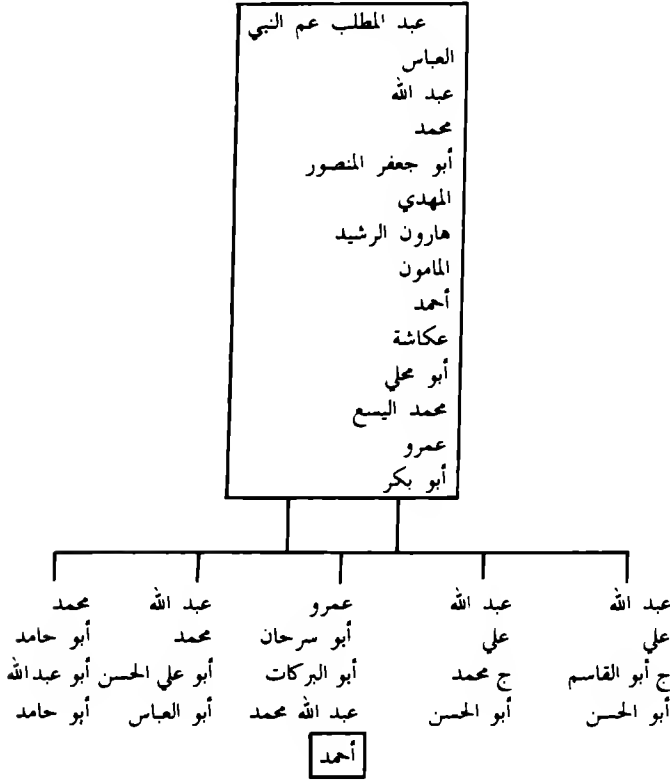 عبد المطلب عم النبي
العباس
عبد الله
محمد
أبو جعفر المنصور
المهدي
هارون الرشيد
المامون
أحمد
عكاشة
أبو محلي
محمد اليسع
عمرو
أبو بكر
عبد الله عبد الله عمرو عبد الله محمد
علي علي أبو سرحان محمد أبو حامد
ج أبو القاسم ج محمد أبو البركات أبو علي الحسن أبو عبدالله
أبو الحسن أبو الحسن عبد الله محمد أبو العباس أبو حامد
أحمد